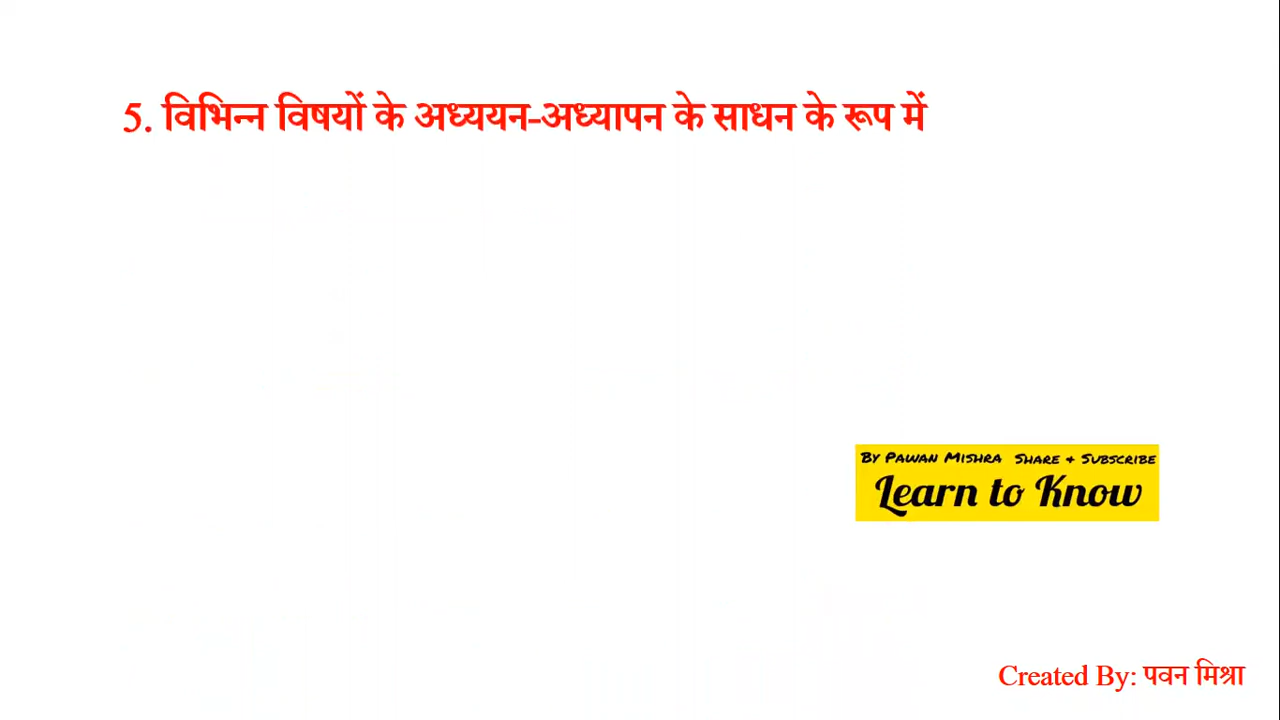 5. विभिन्न विषयों के अध्ययन-अध्यापन के साधन के रूप में
By Pawan Mishra Share & Subscribe
Learn to Know
Created By: पवन मिश्रा